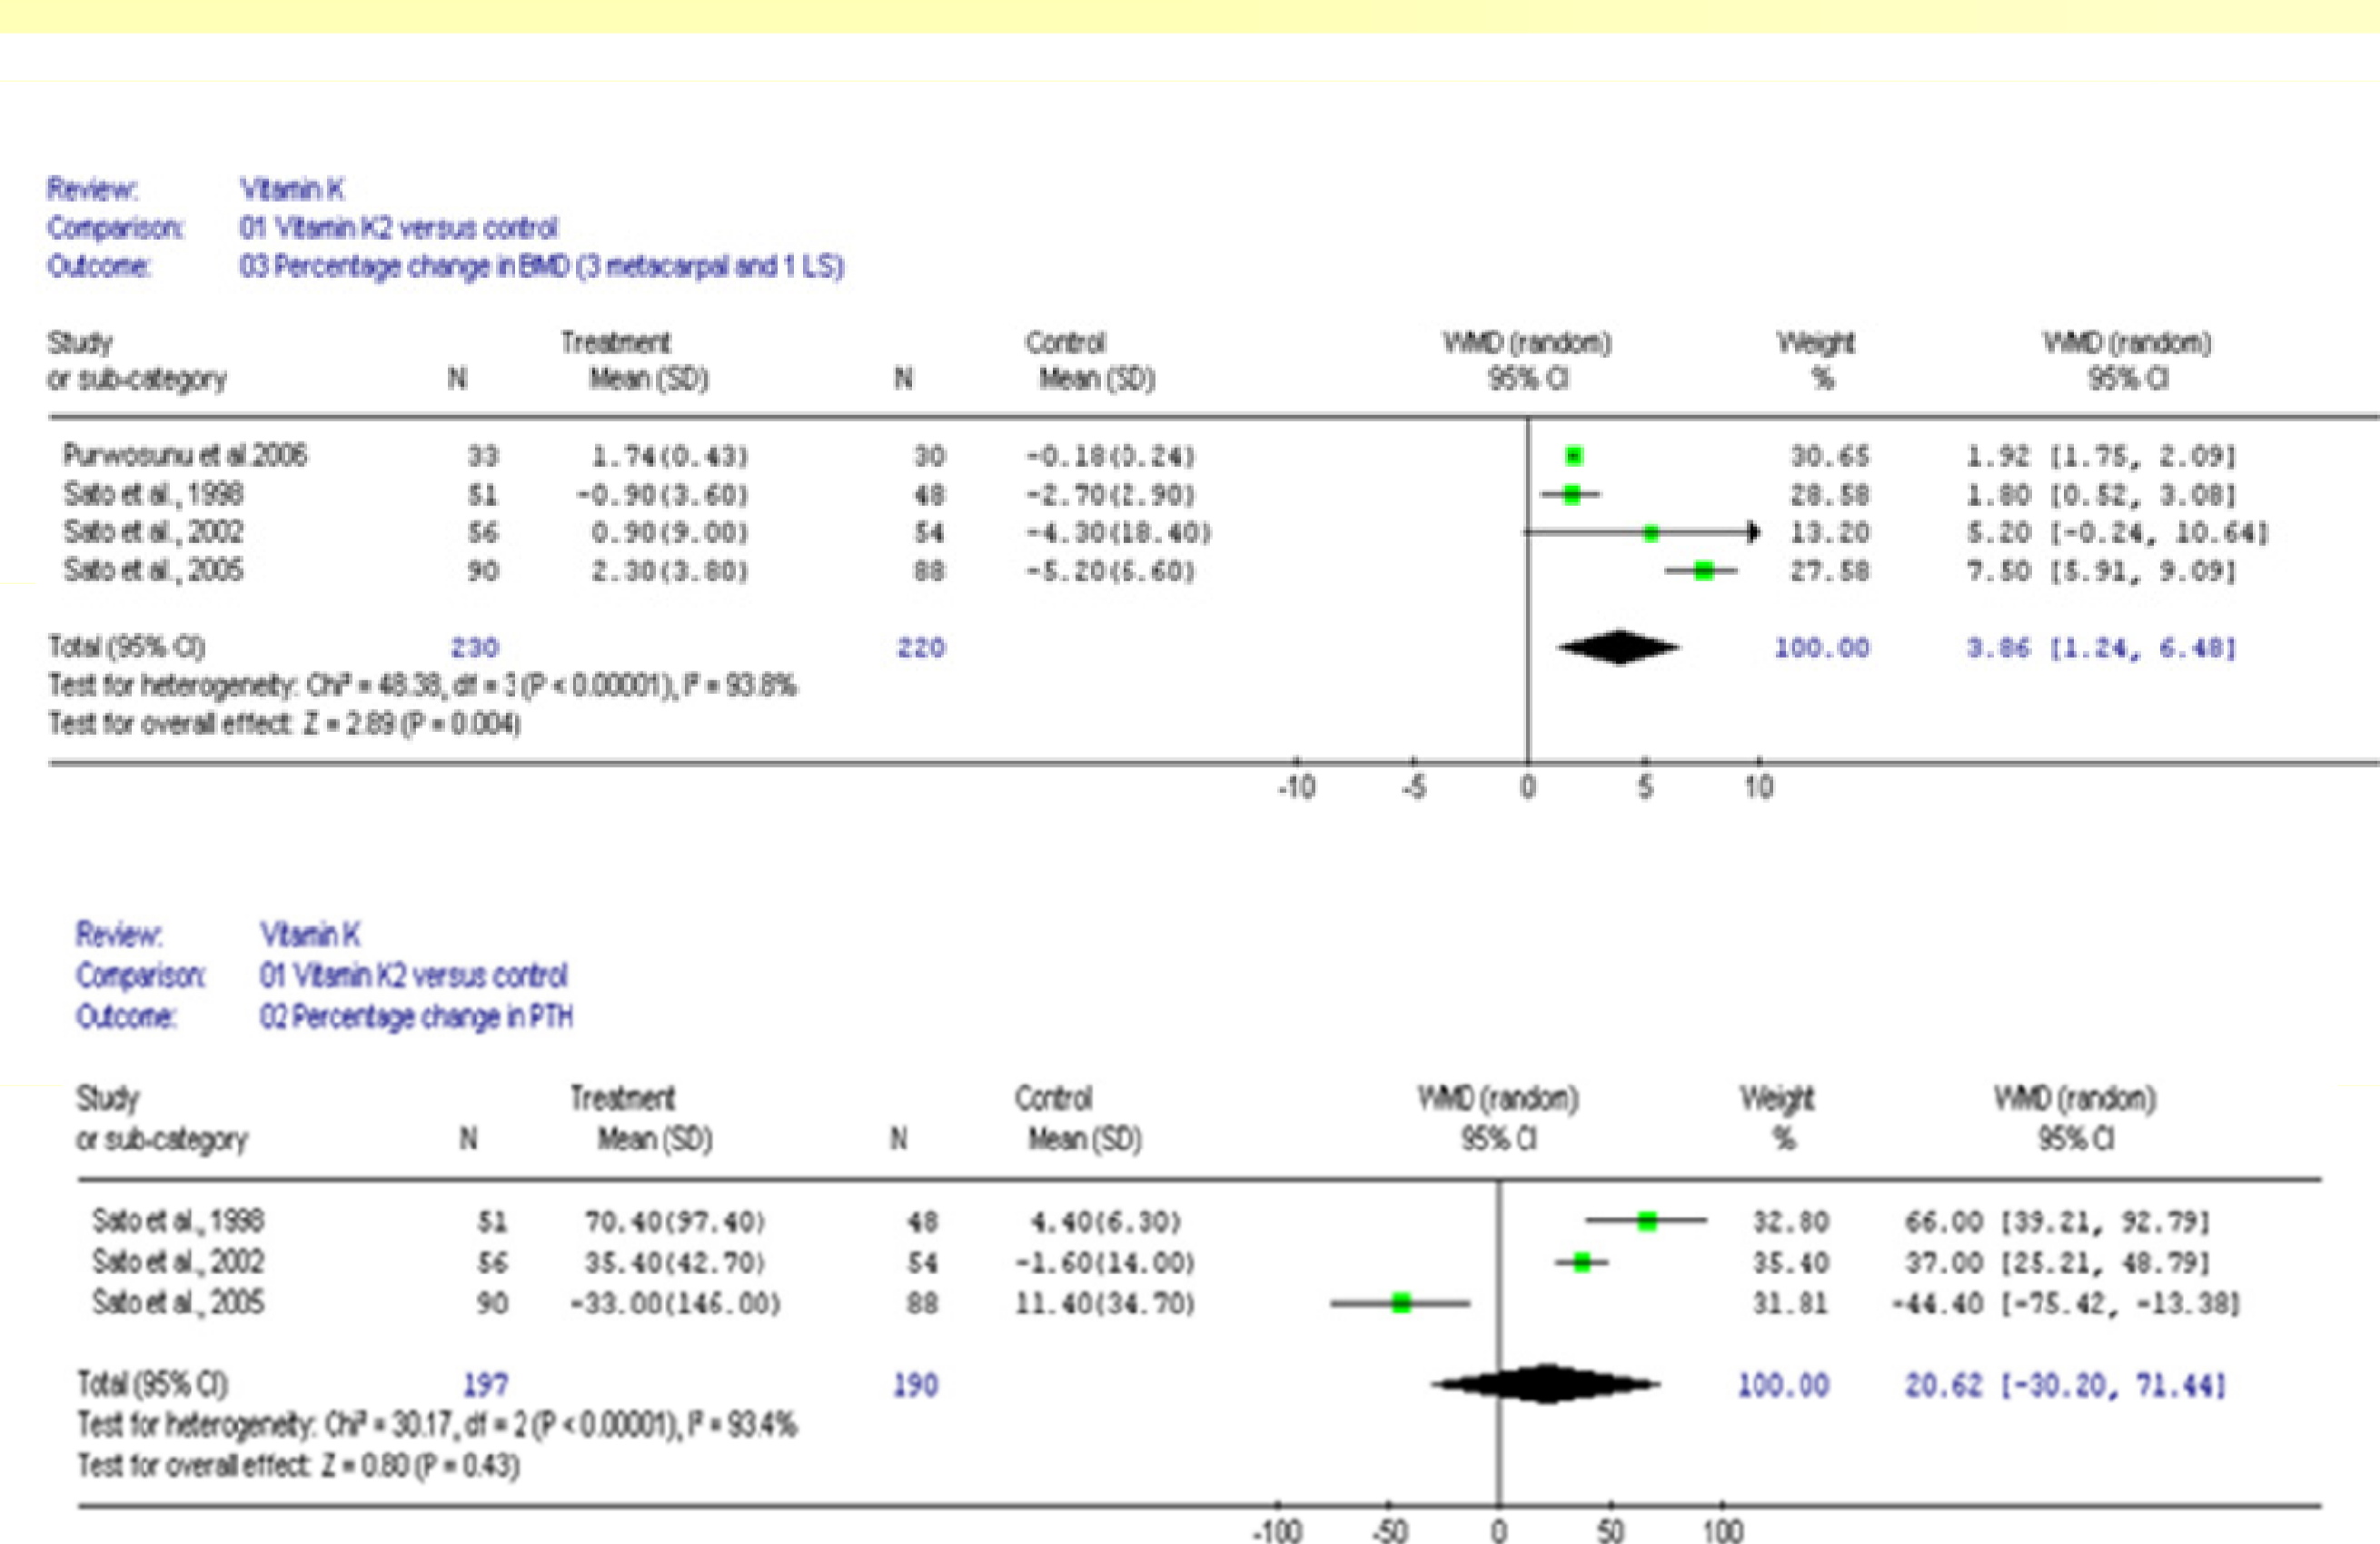 Review: Vitamin K
Comparison: 01 Vitamin K2 versus control
Outcome: 03 Percentage change in BMD (3 metacarpal and 1 LS)
Study Treatment Control WMD (random) Weight WMD (random)
or sub-category N Mean (SD) N Mean (SD) 95% CI % 95% CI
Purwosunu et al.2006 33 1.74(0.43) 30 -0.18(0.24) 30.65 1.92 [1.75, 2.09]
Sato et al., 1998 51 -0.90(3.60) 48 -2.70(2.90) 28.58 1.80 [0.52, 3.08]
Sato et al., 2002 56 0.90(9.00) 54 -4.30(18.40) 13.20 5.20 [-0.24, 10.64]
Sato et al., 2005 90 2.30(3.80) 88 -5.20(6.60) 27.58 7.50 [5.91, 9.09]
Total (95% CI) 230 220 100.00 3.86 [1.24, 6.48]
Test for heterogeneity: Chi² = 48.38, df = 3 (P < 0.00001), I² = 93.8%
Test for overall effect: Z = 2.89 (P = 0.004)
-10 -5 0 5 10
Review: Vitamin K
Comparison: 01 Vitamin K2 versus control
Outcome: 02 Percentage change in PTH
Study Treatment Control WMD (random) Weight WMD (random)
or sub-category N Mean (SD) N Mean (SD) 95% CI % 95% CI
Sato et al., 1998 51 70.40(97.40) 48 4.40(6.30) 32.80 66.00 [39.21, 92.79]
Sato et al., 2002 56 35.40(42.70) 54 -1.60(14.00) 35.40 37.00 [25.21, 48.79]
Sato et al., 2005 90 -33.00(146.00) 88 11.40(34.70) 31.81 -44.40 [-75.42, -13.38]
Total (95% CI) 197 190 100.00 20.62 [-30.20, 71.44]
Test for heterogeneity: Chi² = 30.17, df = 2 (P < 0.00001), I² = 93.4%
Test for overall effect: Z = 0.80 (P = 0.43)
-100 -50 0 50 100